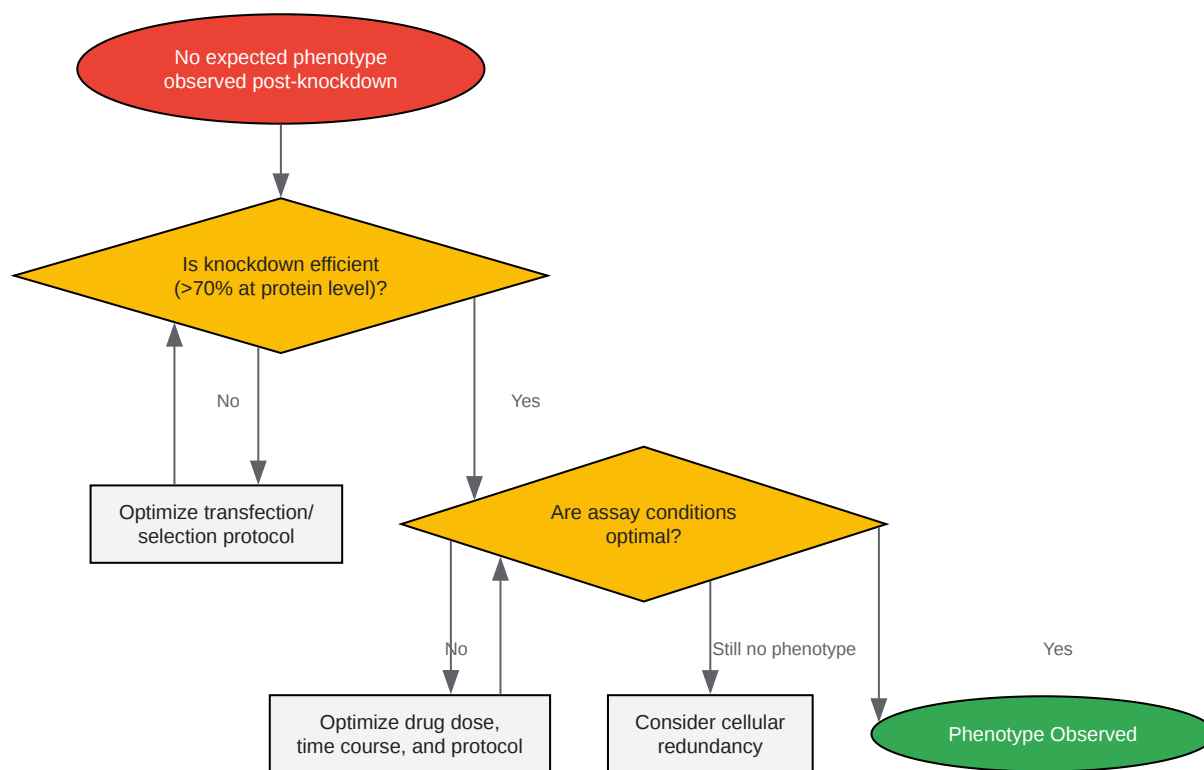 No expected phenotype
observed post-knockdown
Is knockdown efficient
(>70% at protein level)?
No
Yes
Optimize transfection/
selection protocol
Are assay conditions
optimal?
No
Still no phenotype
Yes
Optimize drug dose,
time course, and protocol
Consider cellular
redundancy
Phenotype Observed